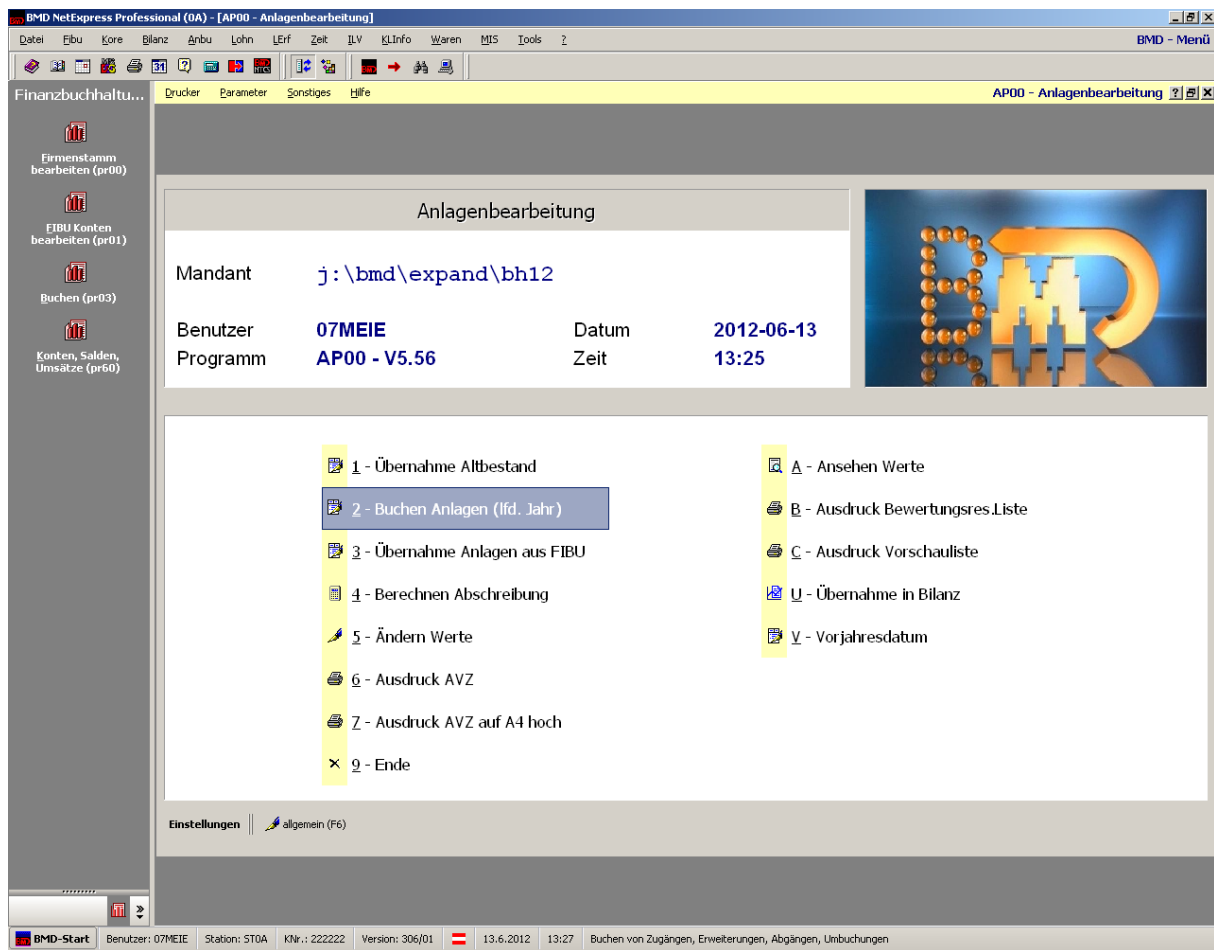 BMD NetExpress Professional (0A) - [AP00 - Anlagenbearbeitung]
Datei Fibu Kore Bilanz Anbu Lohn LErf Zeit ILV KLInfo Waren MIS Tools ? BMD - Menü
Finanzbuchhaltu... Drucker Parameter Sonstiges Hilfe AP00 - Anlagenbearbeitung
Firmenstamm
bearbeiten (pr00)
FIBU Konten
bearbeiten (pr01)
Buchen (pr03)
Konten, Salden,
Umsätze (pr60)
Anlagenbearbeitung
Mandant j:\bmd\expand\bh12
Benutzer 07MEIE Datum 2012-06-13
Programm AP00 - V5.56 Zeit 13:25
BMD
1 - Übernahme Altbestand
2 - Buchen Anlagen (lfd. Jahr)
3 - Übernahme Anlagen aus FIBU
4 - Berechnen Abschreibung
5 - Ändern Werte
6 - Ausdruck AVZ
7 - Ausdruck AVZ auf A4 hoch
9 - Ende
A - Ansehen Werte
B - Ausdruck Bewertungsres.Liste
C - Ausdruck Vorschauliste
U - Übernahme in Bilanz
V - Vorjahresdatum
Einstellungen allgemein (F6)
BMD-Start Benutzer: 07MEIE Station: ST0A KNr.: 222222 Version: 306/01 13.6.2012 13:27 Buchen von Zugängen, Erweiterungen, Abgängen, Umbuchungen